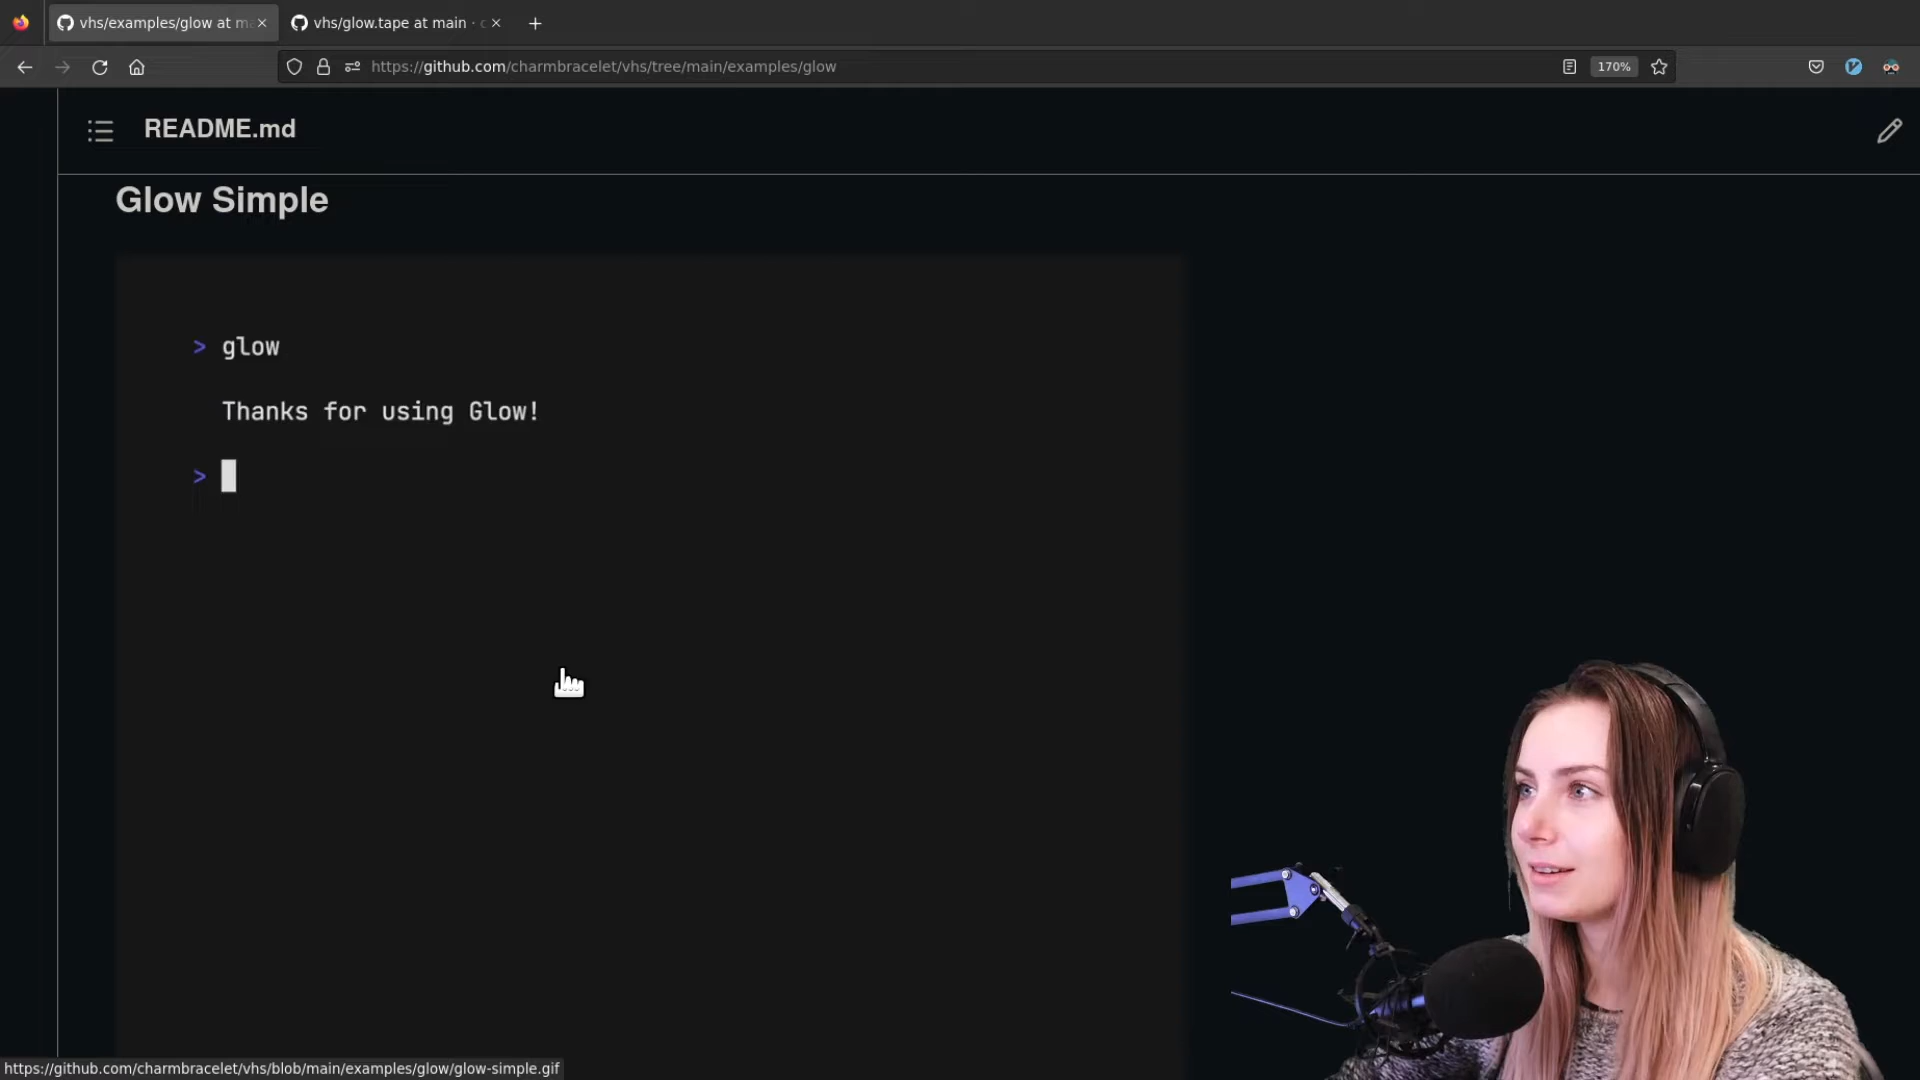 vhs/examples/glow at m
vhs/glow.tape at main ·
https://github.com/charmbracelet/vhs/tree/main/examples/glow
170%
README.md
Glow Simple
> glow
Thanks for using Glow!
>
https://github.com/charmbracelet/vhs/blob/main/examples/glow/glow-simple.gif